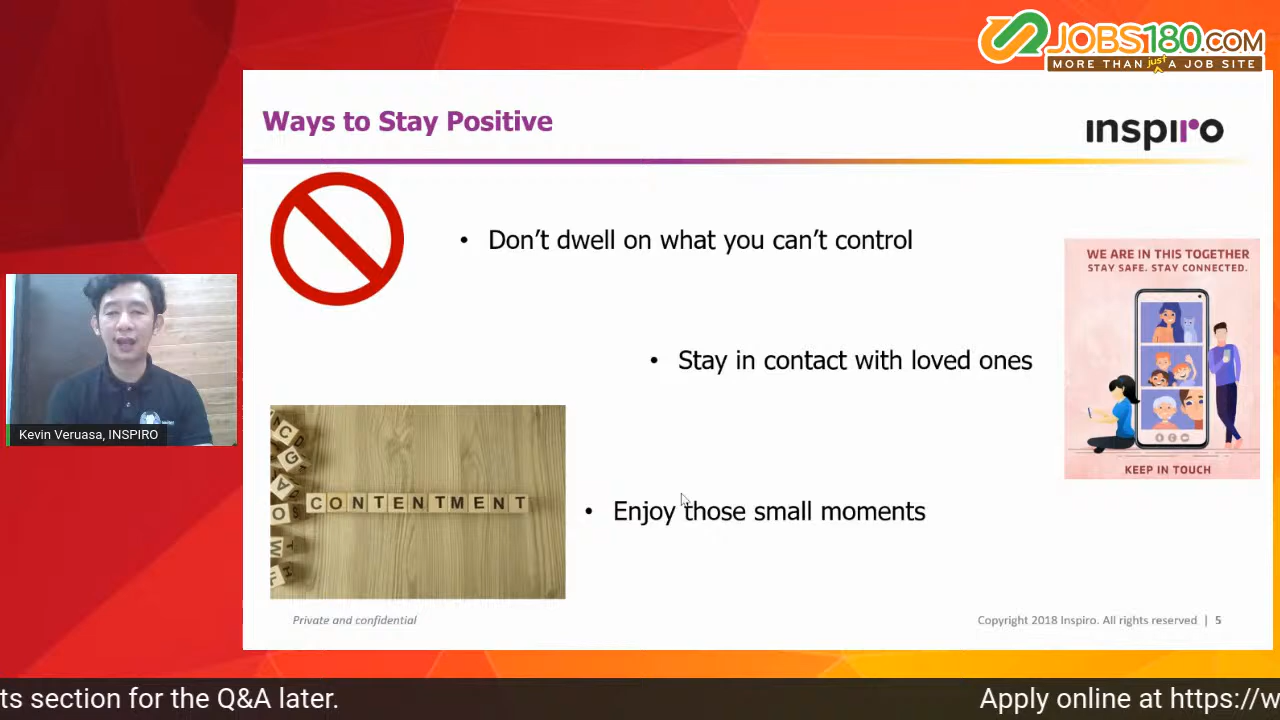 JOBS180.COM
MORE THAN just A JOB SITE
Ways to Stay Positive
inspiro
• Don't dwell on what you can't control
WE ARE IN THIS TOGETHER
STAY SAFE. STAY CONNECTED.
• Stay in contact with loved ones
KEEP IN TOUCH
Kevin Veruasa, INSPIRO
CONTENTMENT
• Enjoy those small moments
Private and confidential
Copyright 2018 Inspiro. All rights reserved | 5
ts section for the Q&A later.
Apply online at https://w